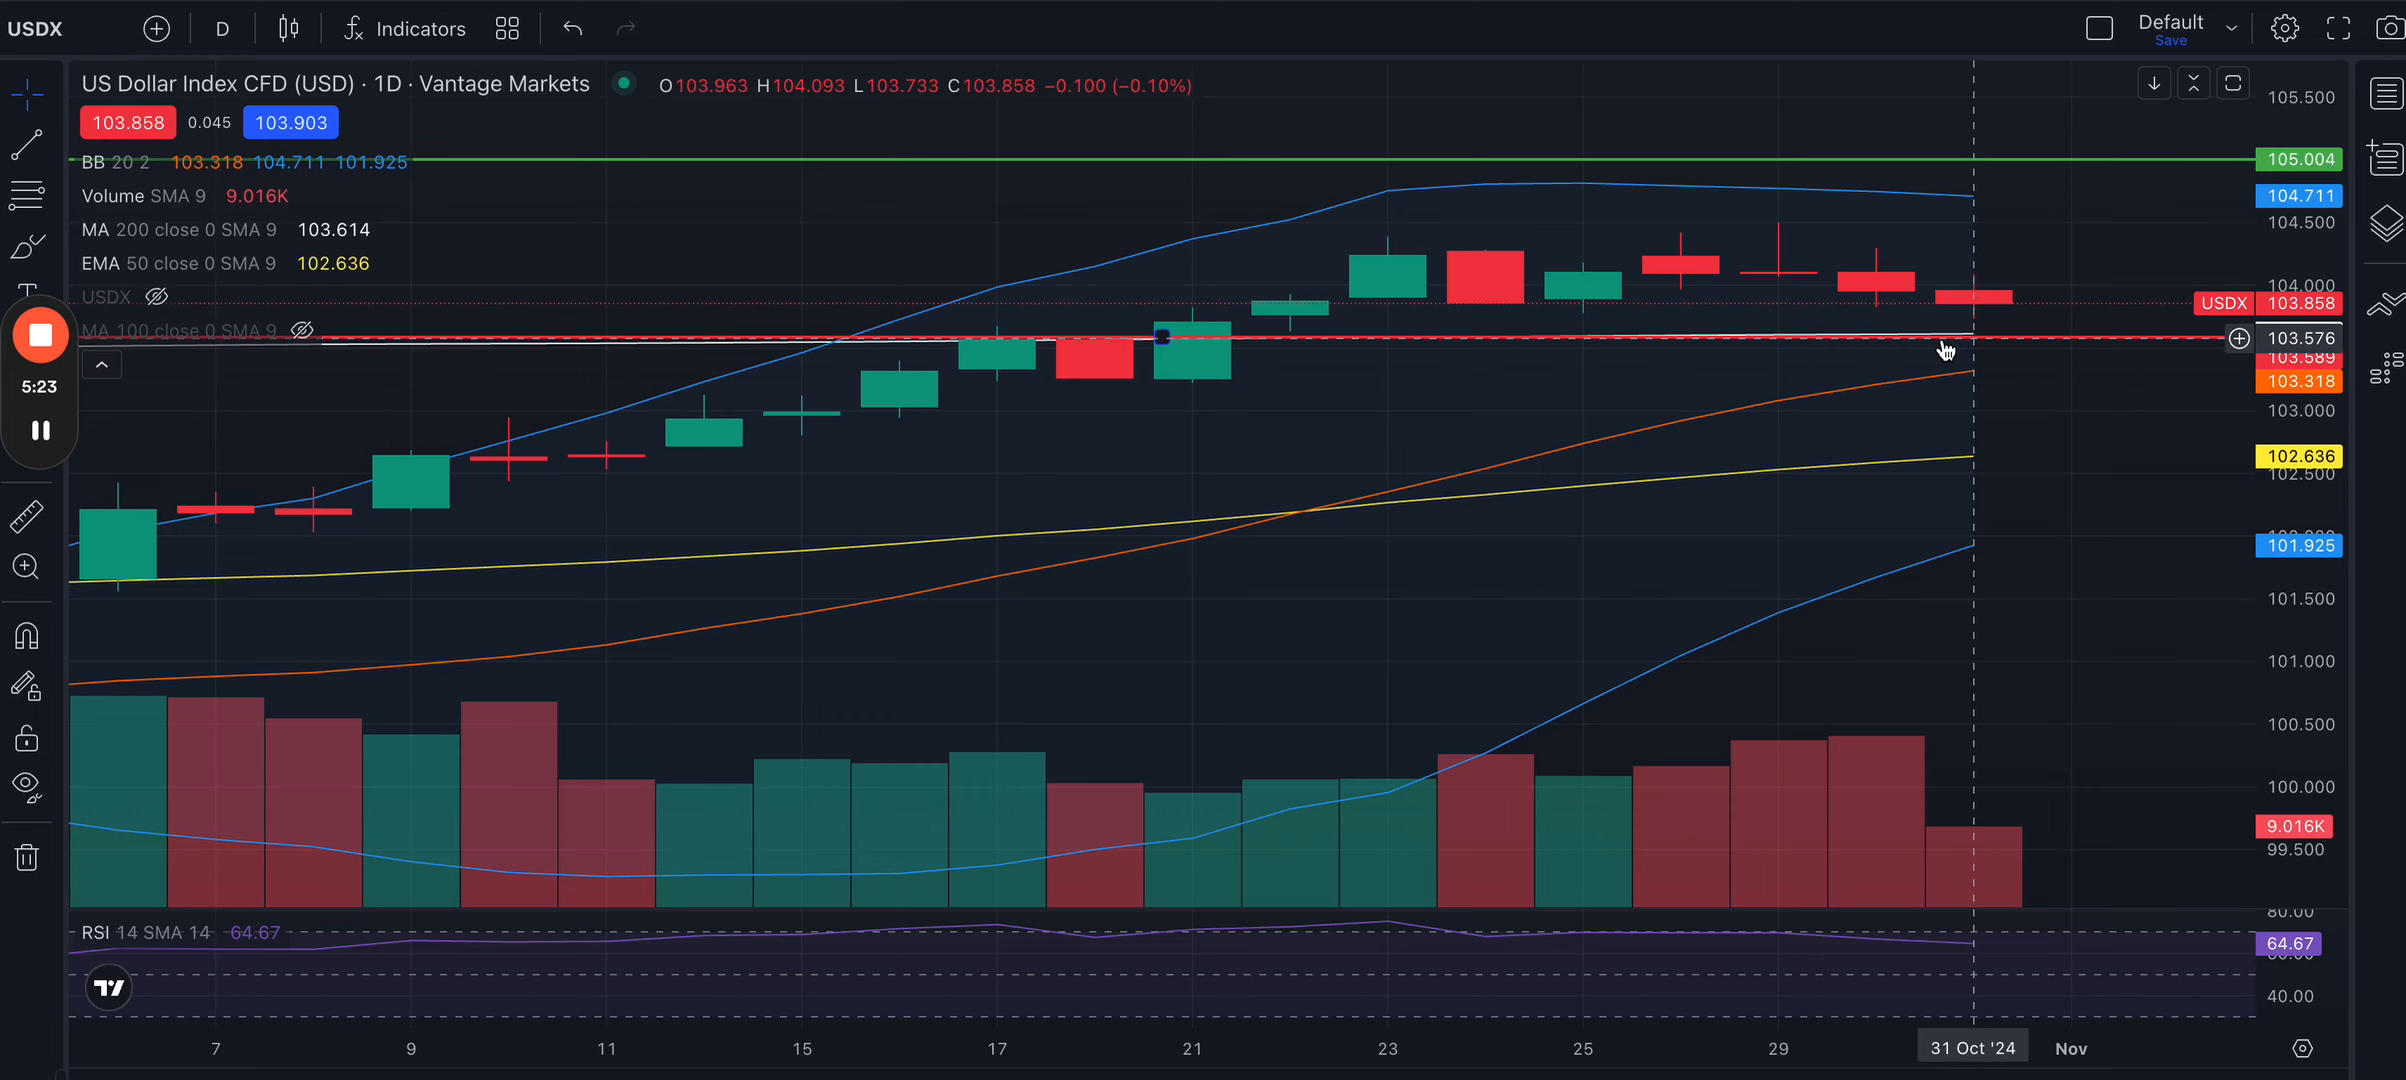 USDX D Indicators Default
Save
US Dollar Index CFD (USD) · 1D · Vantage Markets O103.963 H104.093 L103.733 C103.858 −0.100 (−0.10%)
103.858 0.045 103.903
BB 20 2 103.318 104.711 101.925
Volume SMA 9 9.016K
MA 200 close 0 SMA 9 103.614
EMA 50 close 0 SMA 9 102.636
USDX
MA 100 close 0 SMA 9
5:23
105.500
105.004
104.711
104.500
104.000
USDX 103.858
103.576
103.589
103.318
103.000
102.636
102.500
101.925
101.500
101.000
100.500
100.000
9.016K
99.500
RSI 14 SMA 14 64.67
80.00
64.67
60.00
40.00
7 9 11 15 17 21 23 25 29 31 Oct '24 Nov